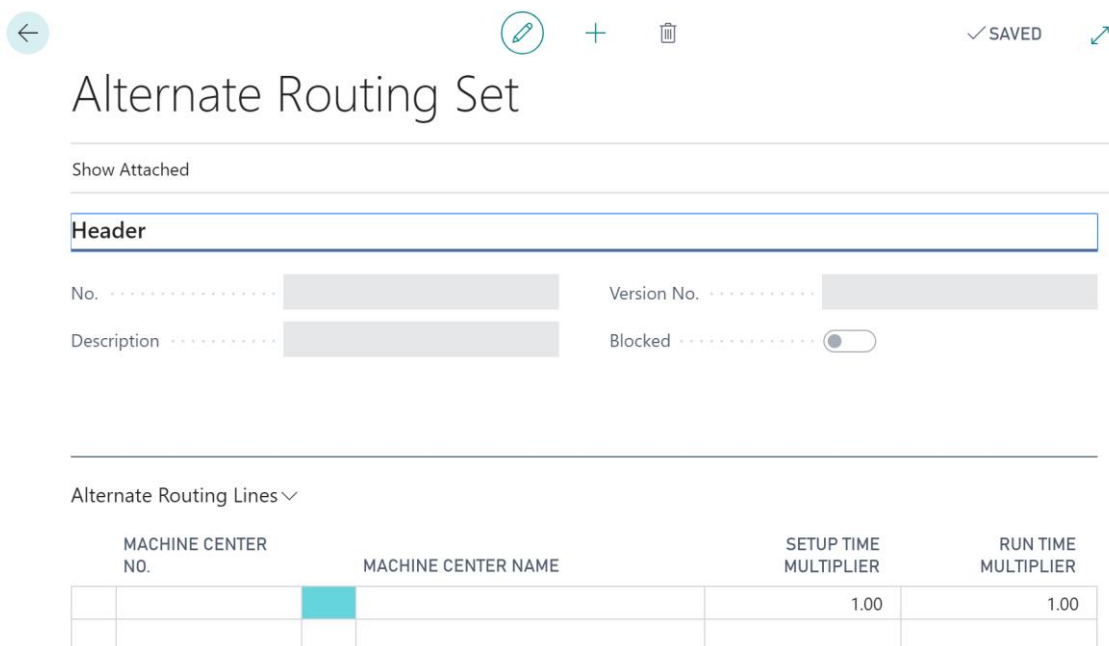 SAVED
Alternate Routing Set
Show Attached
Header
No. Version No.
Description Blocked
Alternate Routing Lines
MACHINE CENTER NO. MACHINE CENTER NAME SETUP TIME MULTIPLIER RUN TIME MULTIPLIER
1.00 1.00